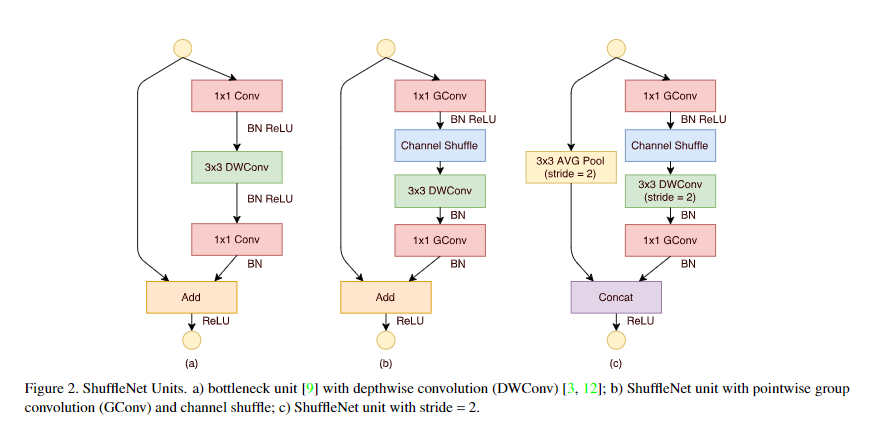 1x1 Conv
BN ReLU
3x3 DWConv
BN ReLU
1x1 Conv
BN
Add
ReLU
(a)
1x1 GConv
BN ReLU
Channel Shuffle
3x3 DWConv
BN
1x1 GConv
BN
Add
ReLU
(b)
1x1 GConv
BN ReLU
3x3 AVG Pool
(stride = 2)
Channel Shuffle
3x3 DWConv
(stride = 2)
BN
1x1 GConv
BN
Concat
ReLU
(c)
Figure 2. ShuffleNet Units. a) bottleneck unit [9] with depthwise convolution (DWConv) [3, 12]; b) ShuffleNet unit with pointwise group
convolution (GConv) and channel shuffle; c) ShuffleNet unit with stride = 2.